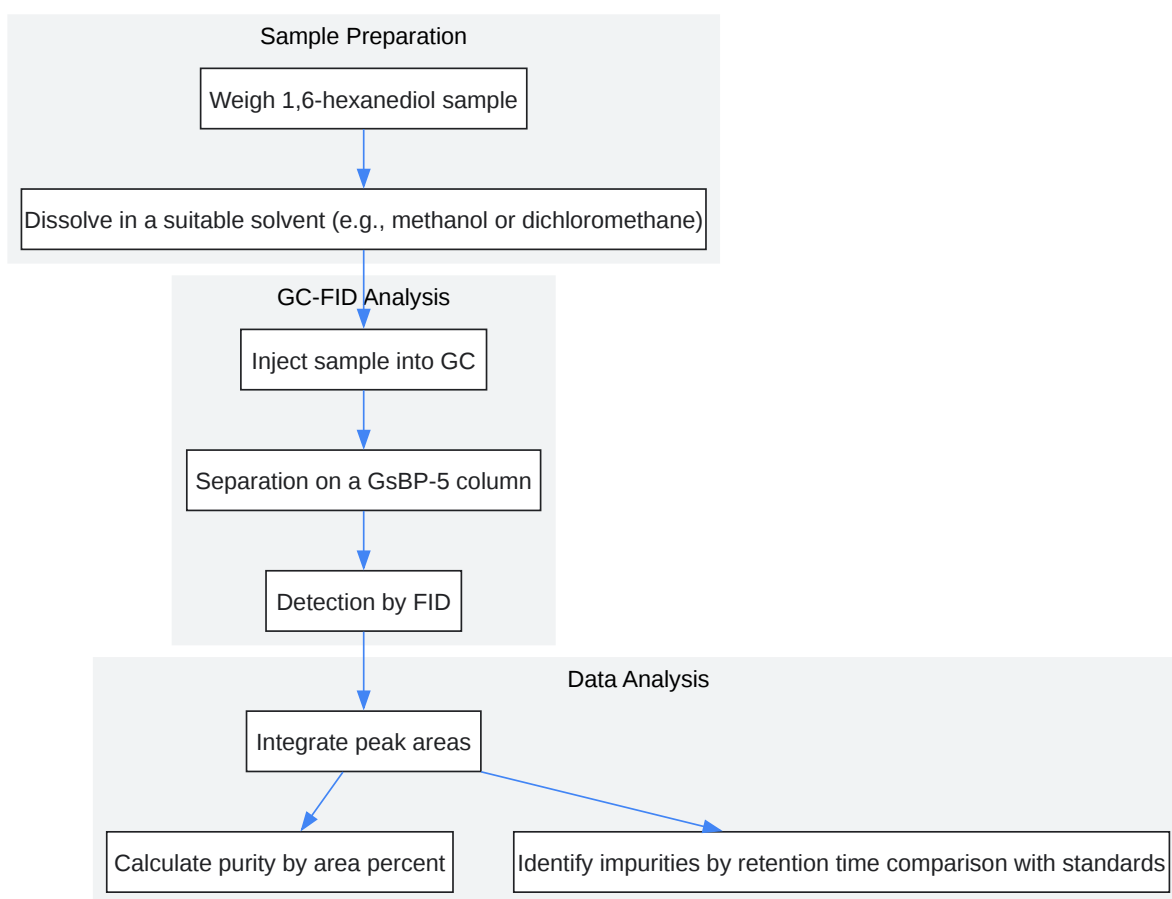 Sample Preparation
Weigh 1,6-hexanediol sample
Dissolve in a suitable solvent (e.g., methanol or dichloromethane)
GC-FID Analysis
Inject sample into GC
Separation on a GsBP-5 column
Detection by FID
Data Analysis
Integrate peak areas
Calculate purity by area percent
Identify impurities by retention time comparison with standards